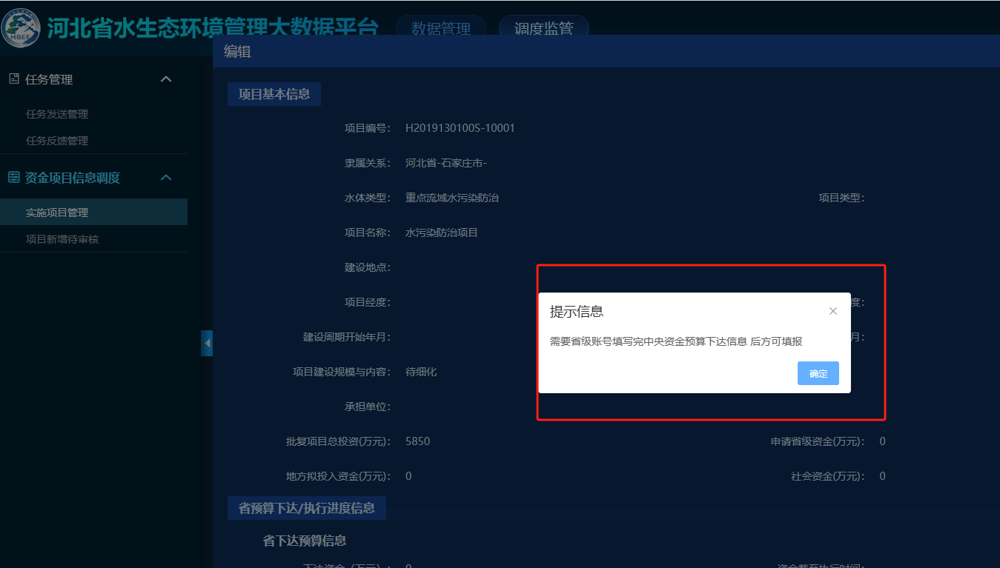 河北省水生态环境管理大数据平台
数据管理
调度监管
HBEE
编辑
任务管理
任务发送管理
任务反馈管理
资金项目信息调度
实施项目管理
项目新增待审核
项目基本信息
项目编号： H2019130100S-10001
隶属关系： 河北省-石家庄市-
水体类型： 重点流域水污染防治 项目类型：
项目名称： 水污染防治项目
建设地点：
项目经度： 度：
建设周期开始年月： 月：
项目建设规模与内容： 待细化
承担单位：
提示信息
需要省级账号填写完中央资金预算下达信息 后方可填报
确定
批复项目总投资(万元)： 5850 申请省级资金(万元)： 0
地方拟投入资金(万元)： 0 社会资金(万元)： 0
省预算下达/执行进度信息
省下达预算信息
下达资金（万元）： 0 资金截至执行时间：